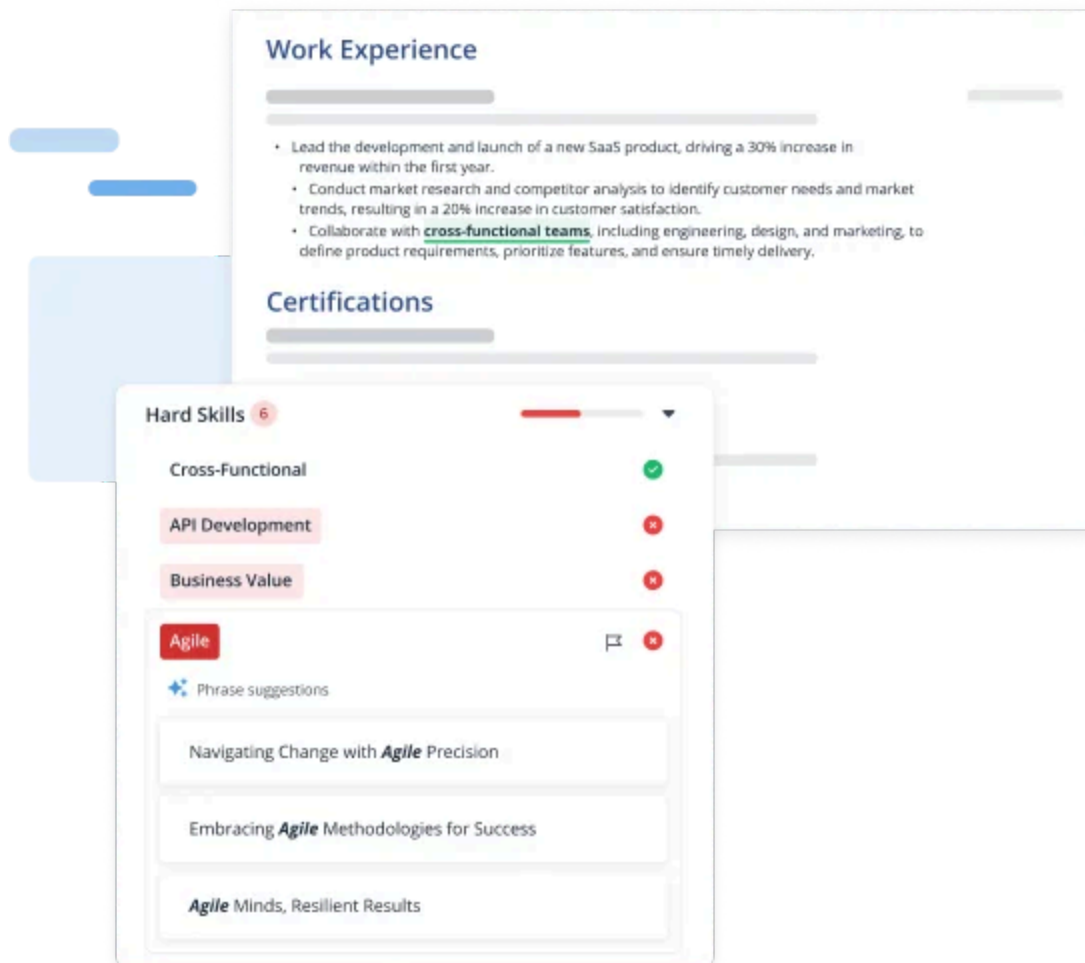 Work Experience
• Lead the development and launch of a new SaaS product, driving a 30% increase in
revenue within the first year.
• Conduct market research and competitor analysis to identify customer needs and market
trends, resulting in a 20% increase in customer satisfaction.
• Collaborate with cross-functional teams, including engineering, design, and marketing, to
define product requirements, prioritize features, and ensure timely delivery.
Certifications
Hard Skills 6
Cross-Functional
API Development
Business Value
Agile
Phrase suggestions
Navigating Change with Agile Precision
Embracing Agile Methodologies for Success
Agile Minds, Resilient Results